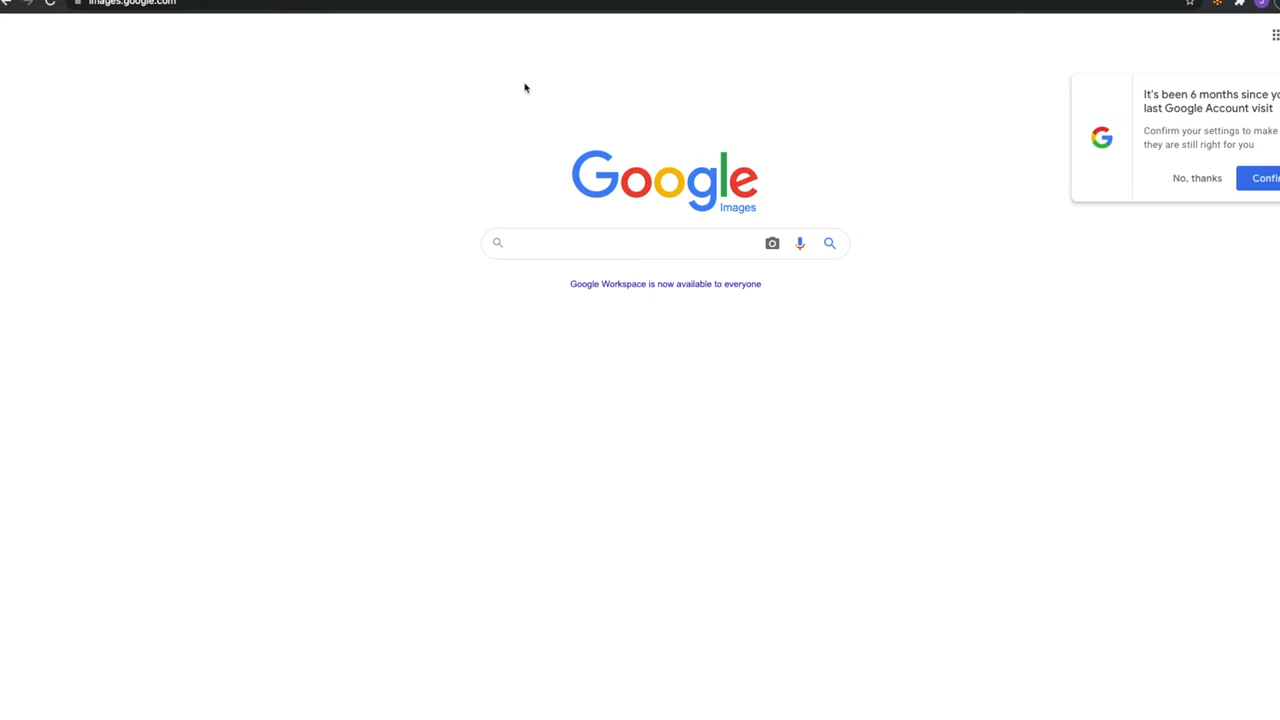 images.google.com
It's been 6 months since yo
last Google Account visit
Confirm your settings to make
they are still right for you
No, thanks
Confir
Google
Images
Google Workspace is now available to everyone